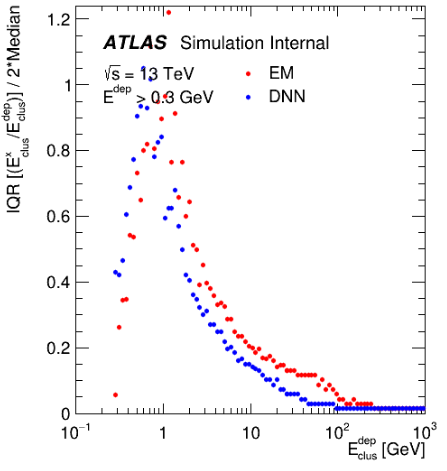 ATLAS Simulation Internal
√s = 13 TeV
E^dep > 0.3 GeV
EM
DNN
IQR [(E^x_clus/E^dep_clus)] / 2*Median
0
0.2
0.4
0.6
0.8
1
1.2
10^−1
1
10
10^2
10^3
E^dep_clus [GeV]